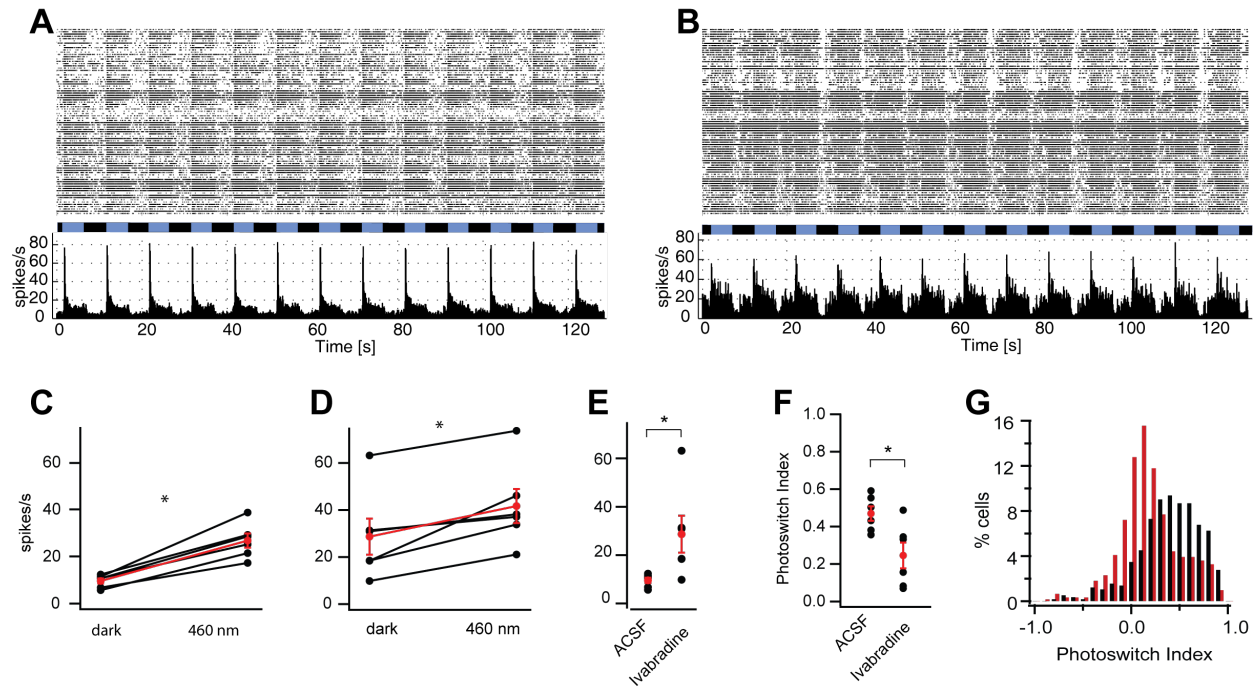 A
B
80
60
40
20
0
spikes/s
0 20 40 60 80 100 120
Time [s]
80
60
40
20
0
spikes/s
0 20 40 60 80 100 120
Time [s]
C
D
E
F
G
*
60
40
20
0
spikes/s
dark 460 nm
*
60
40
20
0
dark 460 nm
*
60
40
20
0
ACSF
Ivabradine
*
1.0
0.8
0.6
0.4
0.2
0.0
Photoswitch Index
ACSF
Ivabradine
16
12
8
4
0
% cells
-1.0 0.0 1.0
Photoswitch Index